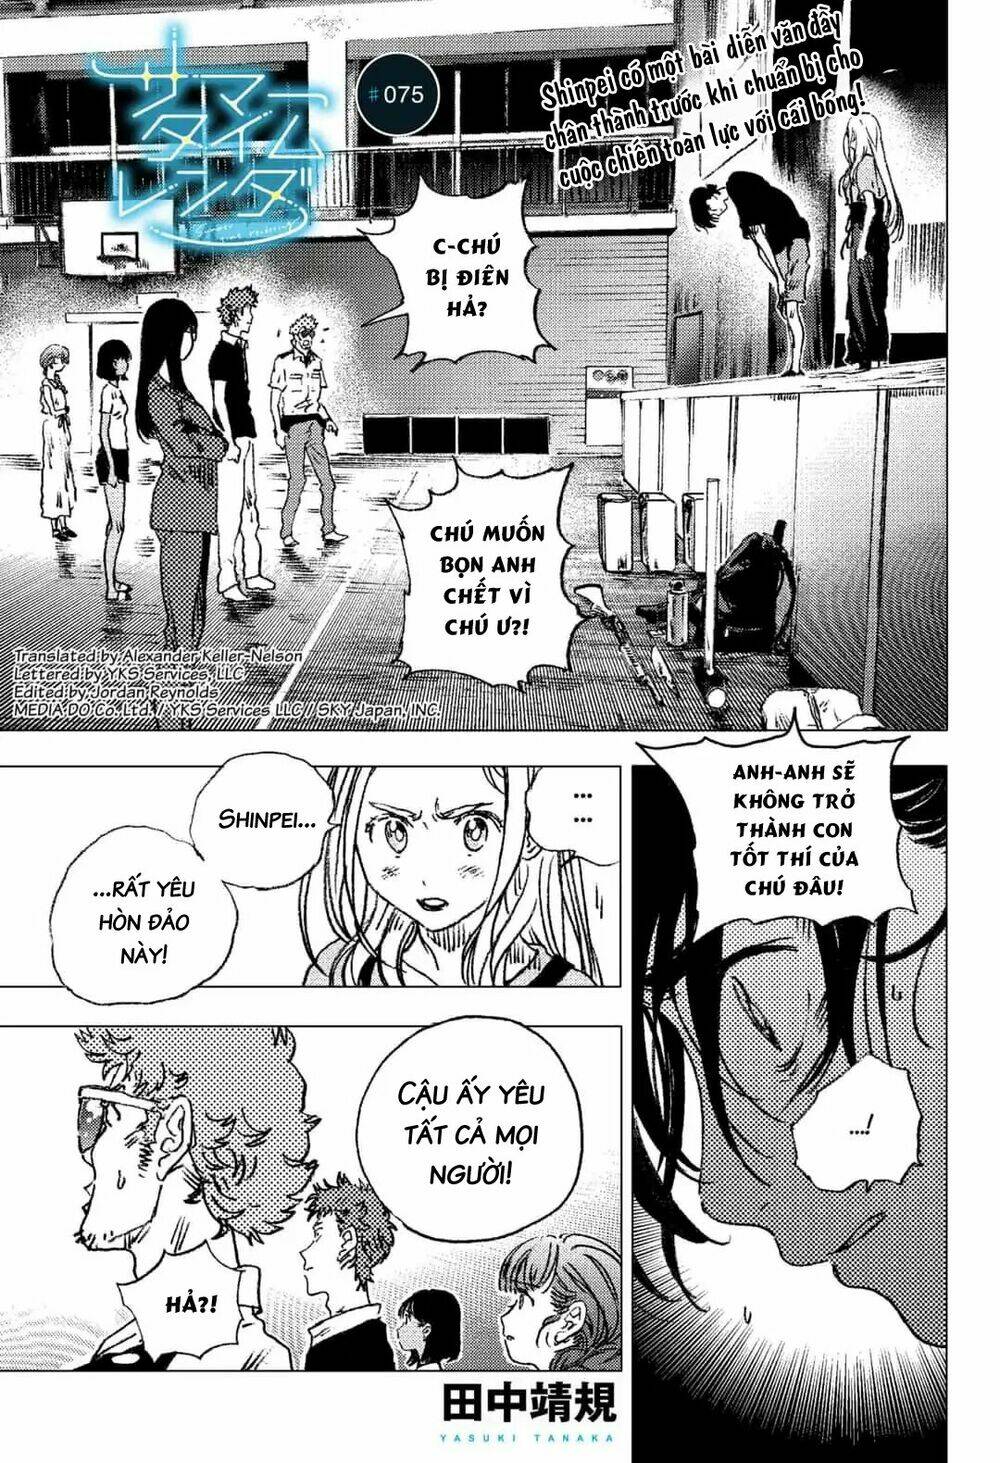 サマー
タイム
レンダ
summer time rendering
#075
Shinpei có một bài diễn văn đầy
chân thành trước khi chuẩn bị cho
cuộc chiến toàn lực với cái bóng!
C-CHÚ
BỊ ĐIÊN
HẢ?
CHÚ MUỐN
BỌN ANH
CHẾT VÌ
CHÚ Ư?!
Translated by: Alexander Keller-Nelson
Lettered by YKS Services, LLC
Edited by Jordan Reynolds
MEDIA DO Co. Ltd. / YKS Services LLC / SKY Japan, INC.
ANH-ANH SẼ
KHÔNG TRỞ
THÀNH CON
TỐT THÍ CỦA
CHÚ ĐÂU!
...!
...
...
SHINPEI...
...RẤT YÊU
HÒN ĐẢO
NÀY!
CẬU ẤY YÊU
TẤT CẢ MỌI
NGƯỜI!
HẢ?!
田中靖規
YASUKI TANAKA